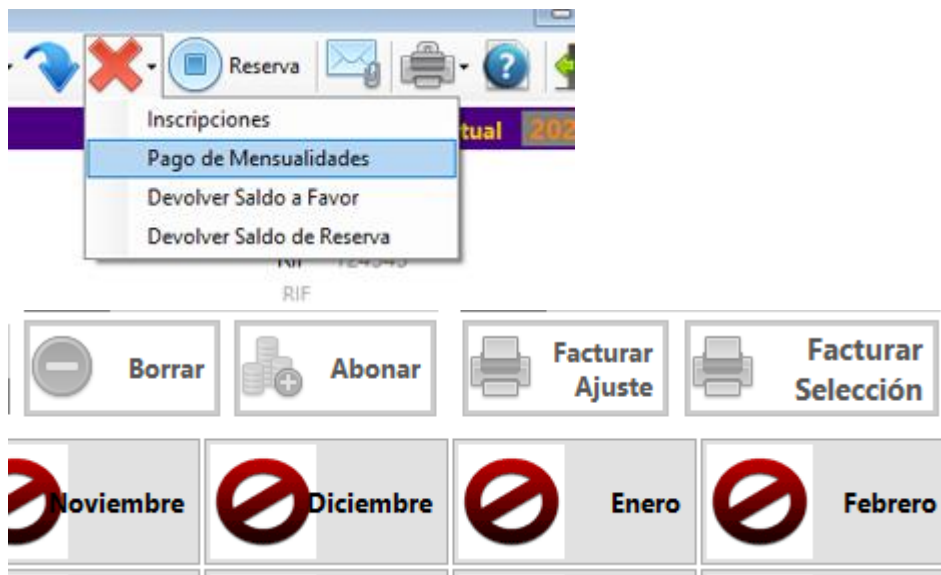 Reserva
Inscripciones
tual 202
Pago de Mensualidades
Devolver Saldo a Favor
Devolver Saldo de Reserva
RIF
Borrar
Abonar
Facturar
Ajuste
Facturar
Selección
Noviembre
Diciembre
Enero
Febrero